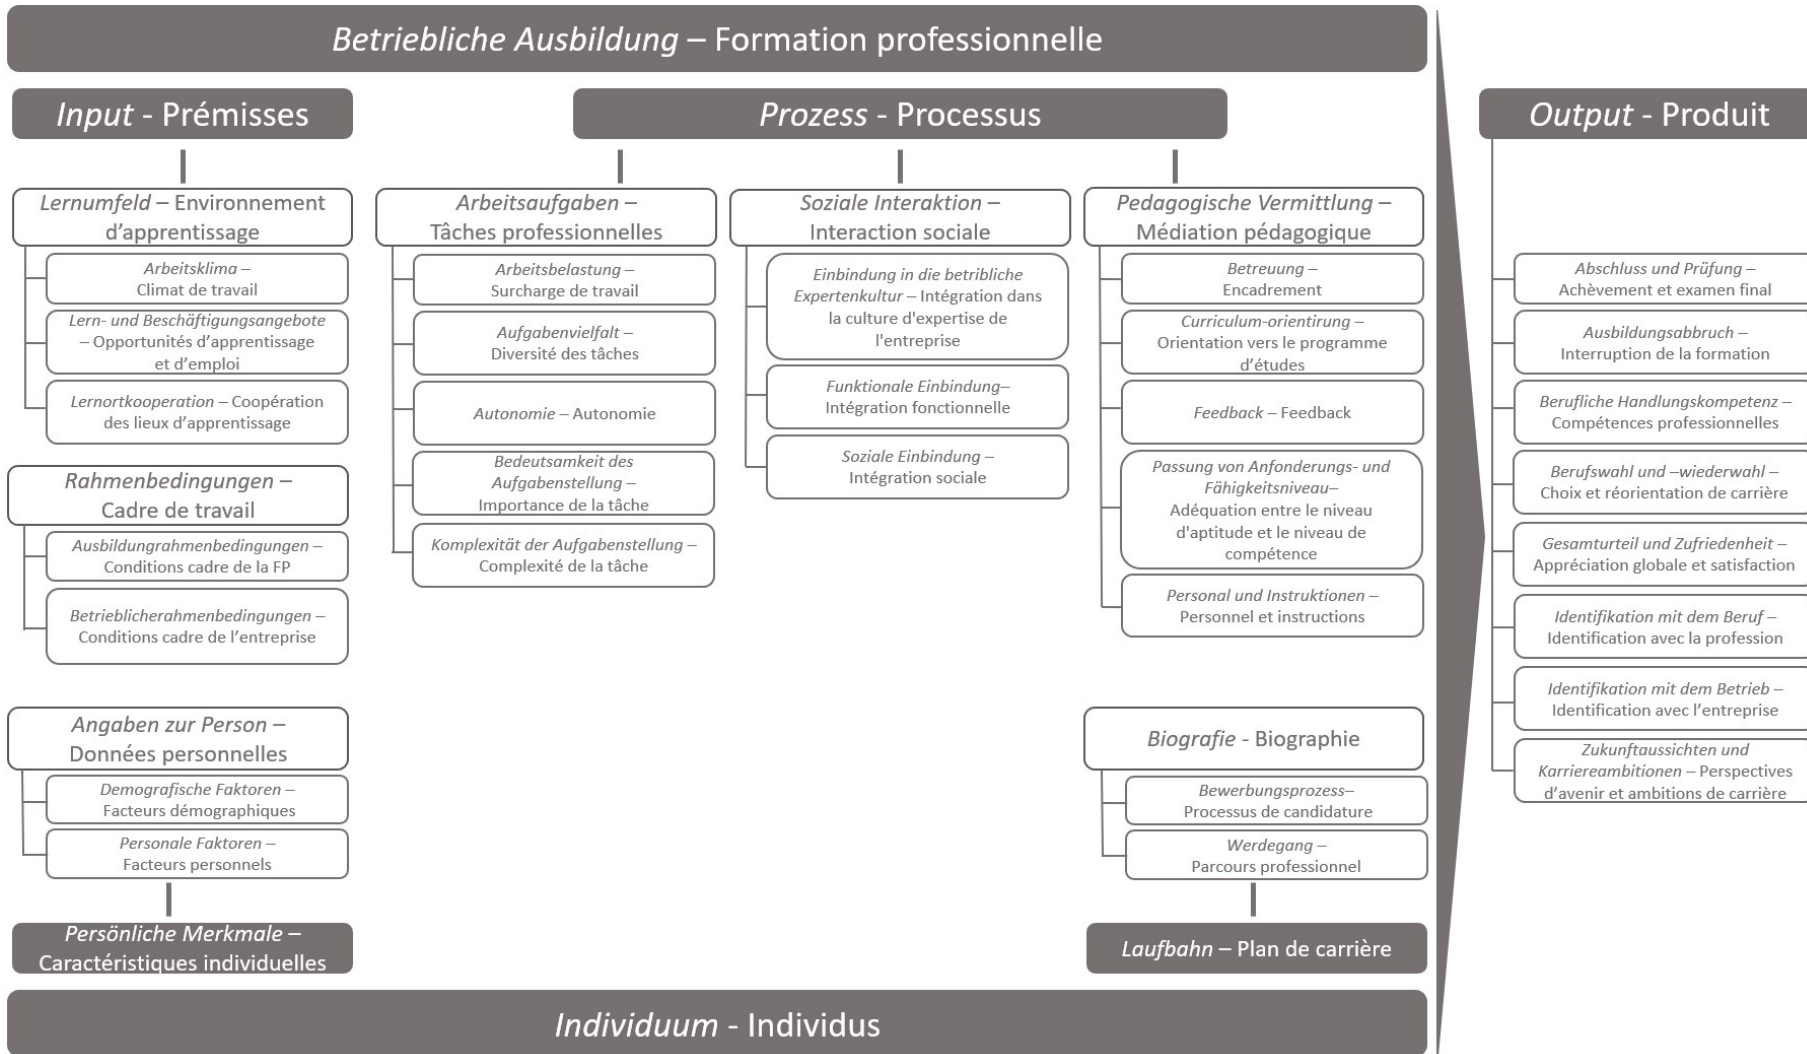 Betriebliche Ausbildung – Formation professionnelle
Input - Prémisses
Lernumfeld – Environnement
d’apprentissage
Arbeitsklima –
Climat de travail
Lern- und Beschäftigungsangebote
– Opportunités d’apprentissage
et d’emploi
Lernortkooperation – Coopération
des lieux d’apprentissage
Rahmenbedingungen –
Cadre de travail
Ausbildungrahmenbedingungen –
Conditions cadre de la FP
Betrieblicherahmenbedingungen –
Conditions cadre de l’entreprise
Prozess - Processus
Arbeitsaufgaben –
Tâches professionnelles
Arbeitsbelastung –
Surcharge de travail
Aufgabenvielfalt –
Diversité des tâches
Autonomie – Autonomie
Bedeutsamkeit des
Aufgabenstellung –
Importance de la tâche
Komplexität der Aufgabenstellung –
Complexité de la tâche
Soziale Interaktion –
Interaction sociale
Einbindung in die betribliche
Expertenkultur – Intégration dans
la culture d'expertise de
l'entreprise
Funktionale Einbindung–
Intégration fonctionnelle
Soziale Einbindung –
Intégration sociale
Pedagogische Vermittlung –
Médiation pédagogique
Betreuung –
Encadrement
Curriculum-orientirung –
Orientation vers le programme
d’études
Feedback – Feedback
Passung von Anfonderungs- und
Fähigkeitsniveau–
Adéquation entre le niveau
d'aptitude et le niveau de
compétence
Personal und Instruktionen –
Personnel et instructions
Angaben zur Person –
Données personnelles
Demografische Faktoren –
Facteurs démographiques
Personale Faktoren –
Facteurs personnels
Persönliche Merkmale –
Caractéristiques individuelles
Biografie - Biographie
Bewerbungsprozess–
Processus de candidature
Werdegang –
Parcours professionnel
Laufbahn – Plan de carrière
Individuum - Individus
Output - Produit
Abschluss und Prüfung –
Achèvement et examen final
Ausbildungsabbruch –
Interruption de la formation
Berufliche Handlungskompetenz –
Compétences professionnelles
Berufswahl und –wiederwahl –
Choix et réorientation de carrière
Gesamturteil und Zufriedenheit –
Appréciation globale et satisfaction
Identifikation mit dem Beruf –
Identification avec la profession
Identifikation mit dem Betrieb –
Identification avec l’entreprise
Zukunftaussichten und
Karriereambitionen – Perspectives
d’avenir et ambitions de carrière